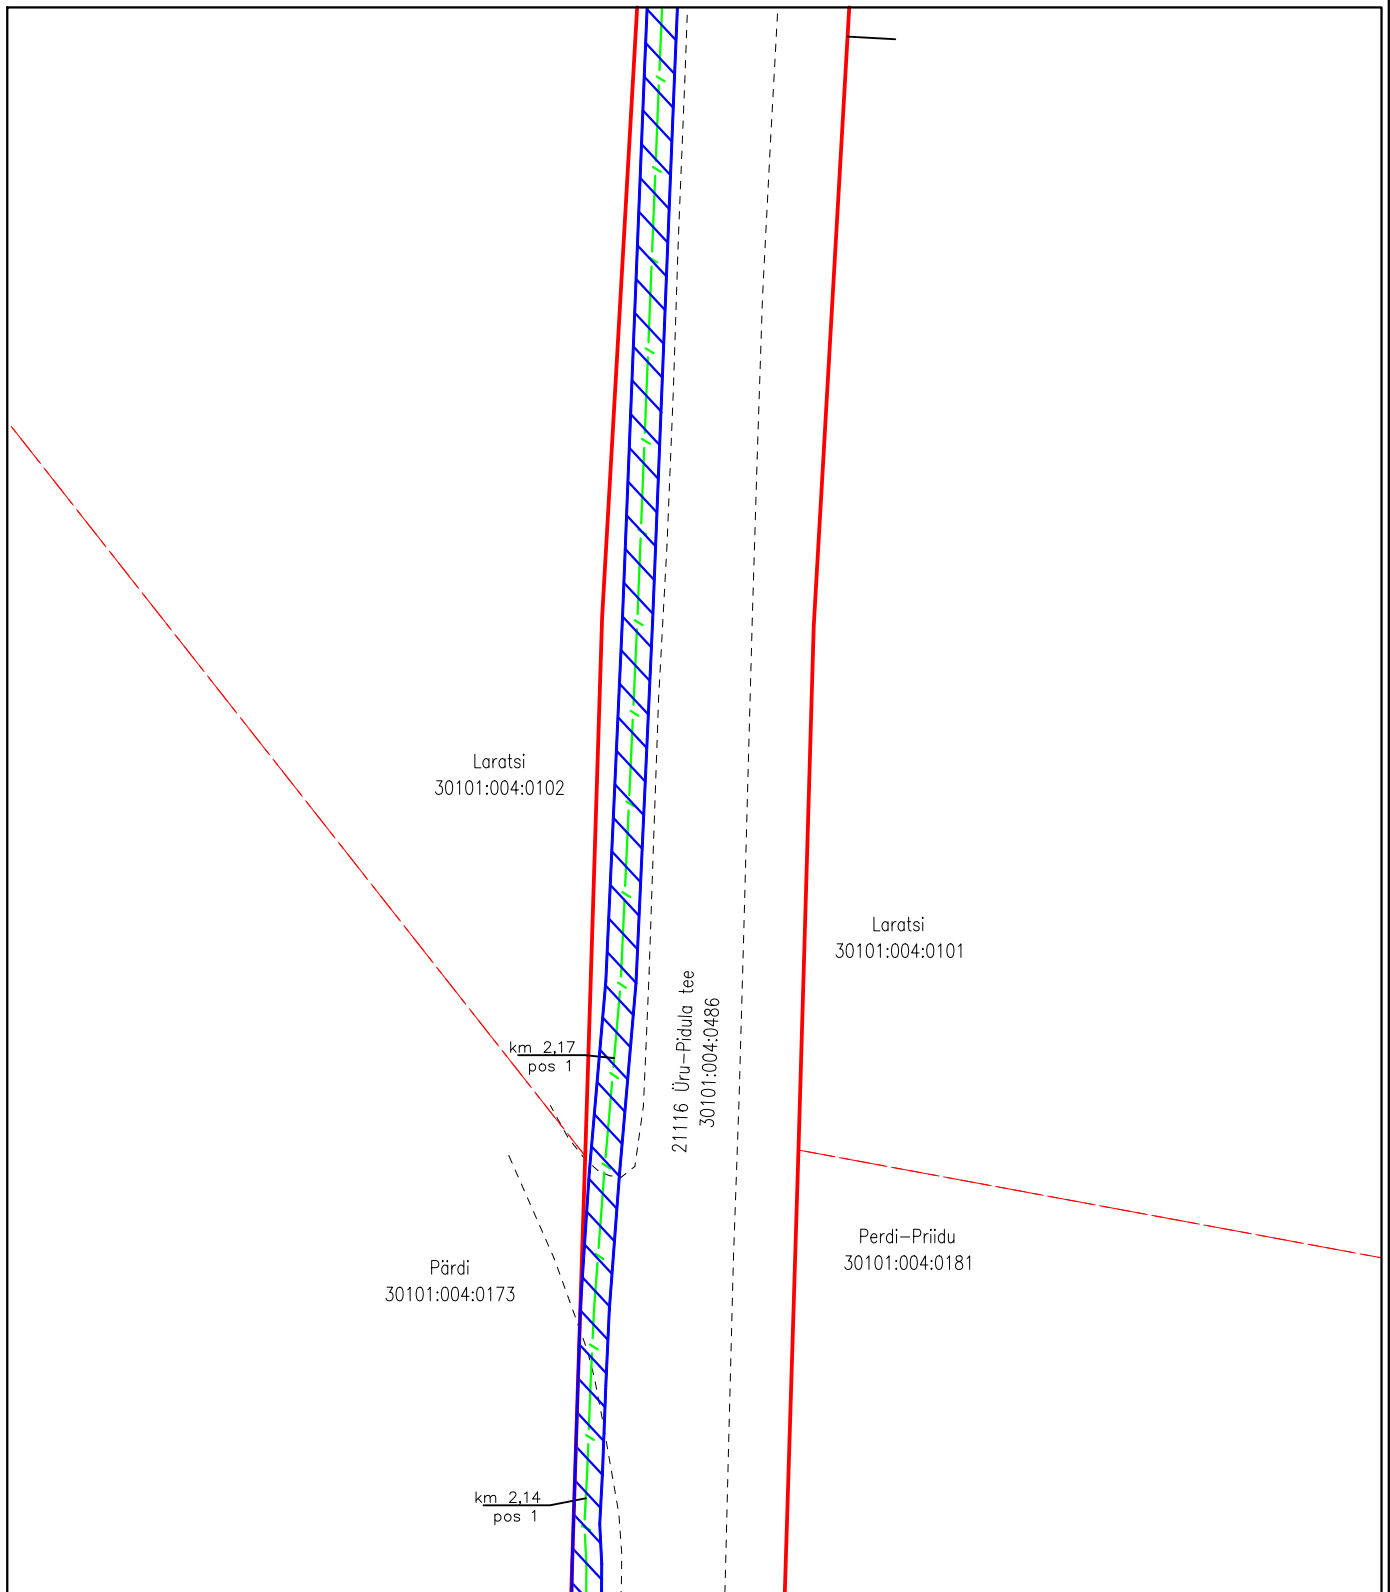 Laratsi
30101:004:0102
Laratsi
30101:004:0101
21116 Üru-Pidula tee
30101:004:0486
km 2,17
pos 1
Perdi-Priidu
30101:004:0181
Pärdi
30101:004:0173
km 2,14
pos 1